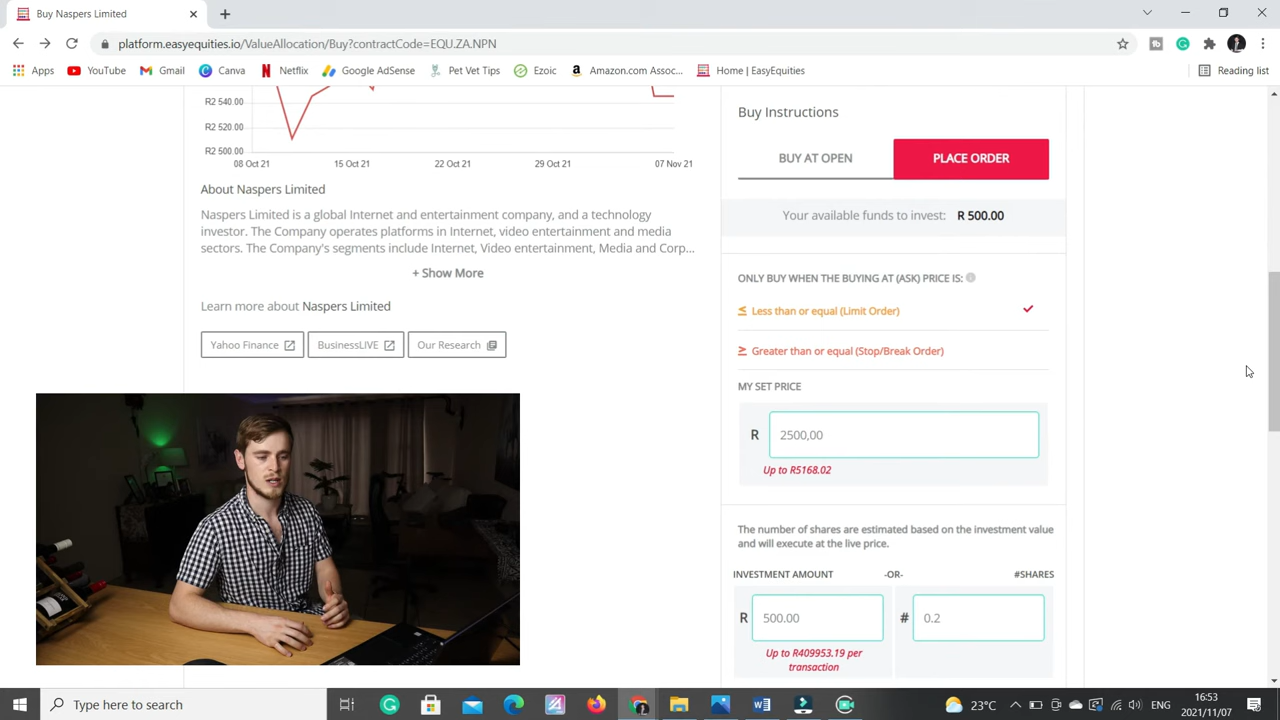 Buy Naspers Limited
platform.easyequities.io/ValueAllocation/Buy?contractCode=EQU.ZA.NPN
Apps YouTube Gmail Canva Netflix Google AdSense Pet Vet Tips Ezoic Amazon.com Assoc... Home | EasyEquities Reading list
R2 540.00
R2 520.00
R2 500.00
08 Oct 21 15 Oct 21 22 Oct 21 29 Oct 21 07 Nov 21
About Naspers Limited
Naspers Limited is a global Internet and entertainment company, and a technology
investor. The Company operates platforms in Internet, video entertainment and media
sectors. The Company's segments include Internet, Video entertainment, Media and Corp...
+ Show More
Learn more about Naspers Limited
Yahoo Finance BusinessLIVE Our Research
Buy Instructions
BUY AT OPEN PLACE ORDER
Your available funds to invest: R 500.00
ONLY BUY WHEN THE BUYING AT (ASK) PRICE IS:
≤ Less than or equal (Limit Order)
≥ Greater than or equal (Stop/Break Order)
MY SET PRICE
R 2500,00
Up to R5168.02
The number of shares are estimated based on the investment value
and will execute at the live price.
INVESTMENT AMOUNT -OR- #SHARES
R 500.00 # 0.2
Up to R409953.19 per
transaction
Type here to search
23°C ENG
16:53
2021/11/07